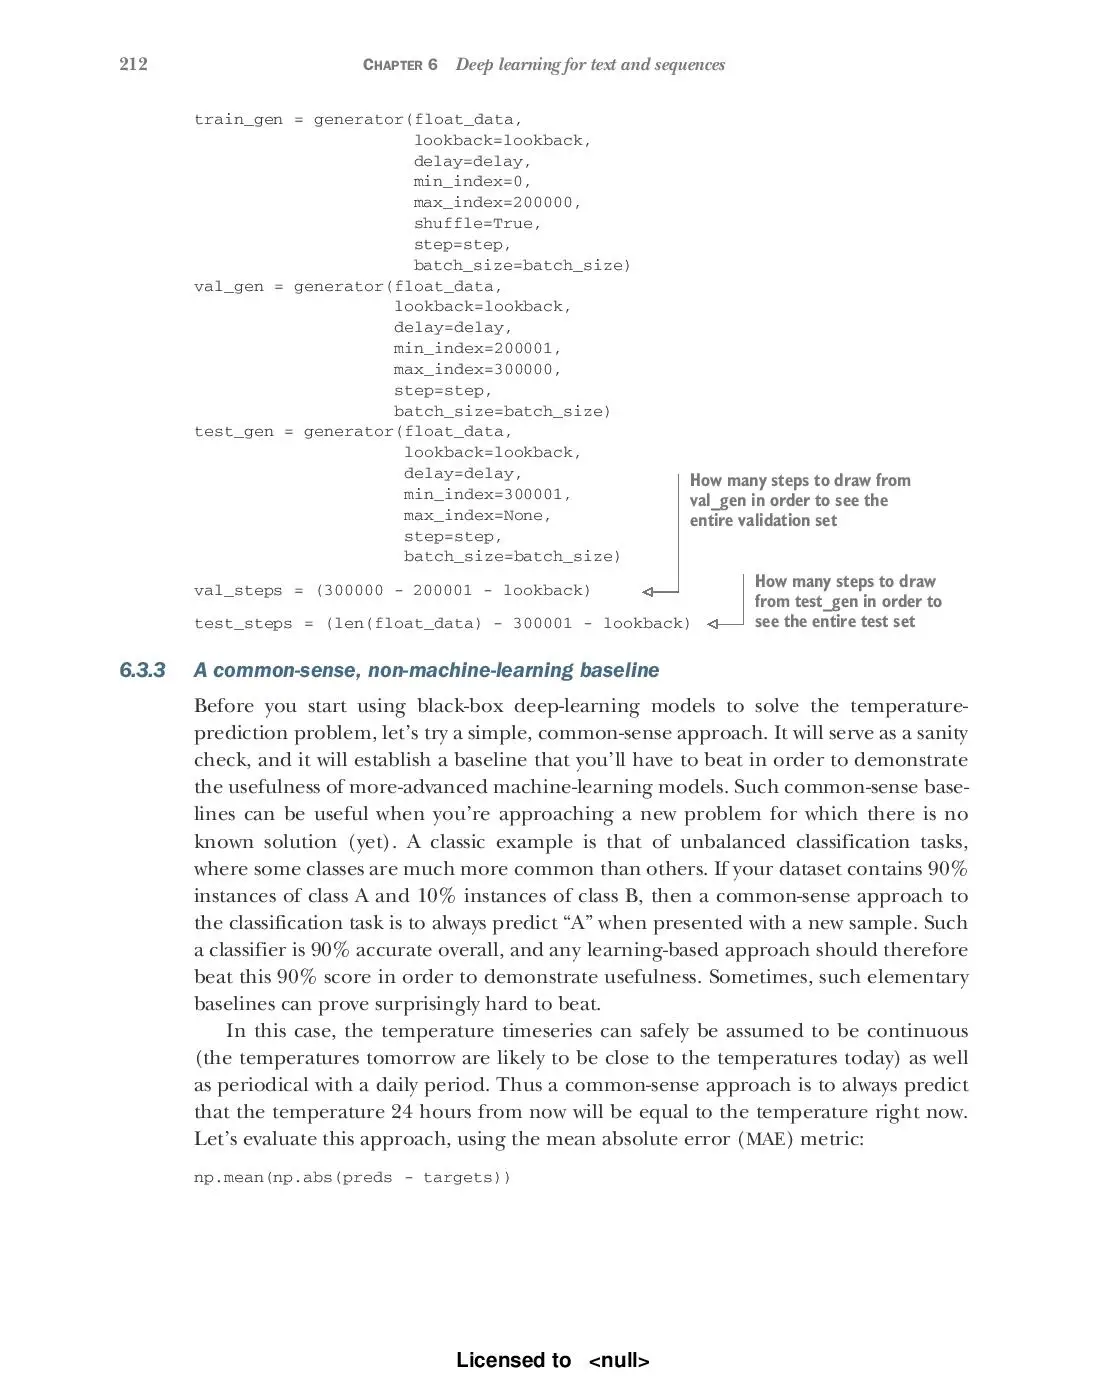 212 CHAPTER 6 Deep learning for text and sequences
train_gen = generator(float_data,
lookback=lookback,
delay=delay,
min_index=0,
max_index=200000,
shuffle=True,
step=step,
batch_size=batch_size)
val_gen = generator(float_data,
lookback=lookback,
delay=delay,
min_index=200001,
max_index=300000,
step=step,
batch_size=batch_size)
test_gen = generator(float_data,
lookback=lookback,
delay=delay,
min_index=300001,
max_index=None,
step=step,
batch_size=batch_size)
How many steps to draw from
val_gen in order to see the
entire validation set
val_steps = (300000 - 200001 - lookback)
How many steps to draw
from test_gen in order to
see the entire test set
test_steps = (len(float_data) - 300001 - lookback)
6.3.3 A common-sense, non-machine-learning baseline
Before you start using black-box deep-learning models to solve the temperature-
prediction problem, let’s try a simple, common-sense approach. It will serve as a sanity
check, and it will establish a baseline that you’ll have to beat in order to demonstrate
the usefulness of more-advanced machine-learning models. Such common-sense base-
lines can be useful when you’re approaching a new problem for which there is no
known solution (yet). A classic example is that of unbalanced classification tasks,
where some classes are much more common than others. If your dataset contains 90%
instances of class A and 10% instances of class B, then a common-sense approach to
the classification task is to always predict “A” when presented with a new sample. Such
a classifier is 90% accurate overall, and any learning-based approach should therefore
beat this 90% score in order to demonstrate usefulness. Sometimes, such elementary
baselines can prove surprisingly hard to beat.
In this case, the temperature timeseries can safely be assumed to be continuous
(the temperatures tomorrow are likely to be close to the temperatures today) as well
as periodical with a daily period. Thus a common-sense approach is to always predict
that the temperature 24 hours from now will be equal to the temperature right now.
Let’s evaluate this approach, using the mean absolute error (MAE) metric:
np.mean(np.abs(preds - targets))
Licensed to <null>